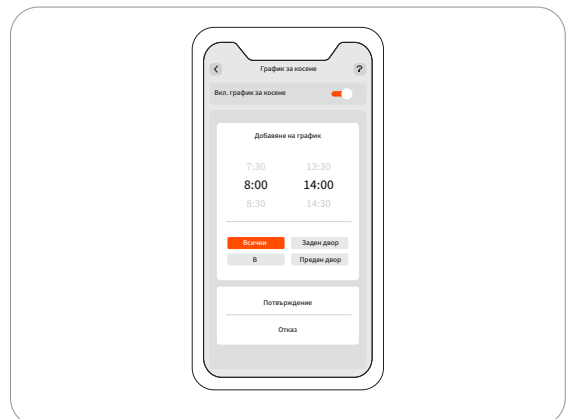 График за косене ?
Вкл. график за косене
Добавяне на график
7:30 13:30
8:00 14:00
8:30 14:30
Всички Заден двор
В Преден двор
Потвърждение
Отказ